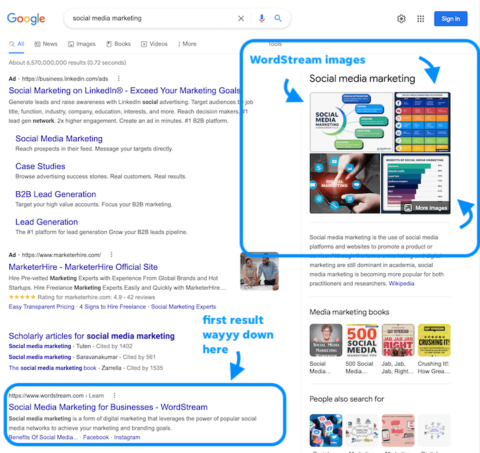 Google
social media marketing
Sign in
All
News
Images
Books
Videos
More
Tools
About 6,570,000,000 results (0.72 seconds)
Ad · https://business.linkedin.com/ads
Social Marketing on LinkedIn® - Exceed Your Marketing Goals
Generate leads and raise awareness with LinkedIn social advertising. Target audiences by job
title, function, industry, company, education, interests, and more. Reach decision makers. #1
lead gen network. 2x higher engagement. Create an ad in minutes. #1 B2B platform.
Social Media Marketing
Reach prospects in their feed. Message your targets directly.
Case Studies
Browse advertising success stories. Real customers. Real results.
B2B Lead Generation
Target your high value accounts. Focus your B2B marketing.
Lead Generation
The #1 platform for lead generation Grow your B2B leads pipeline.
Ad · https://www.marketerhire.com/
MarketerHire - MarketerHire Official Site
Hire Pre-vetted Marketing Experts with Experience From Global Brands and Hot
Startups. Hire Freelance Marketing Experts Easily and Quickly with MarketerHire....
Rating for marketerhire.com: 4.9 - 42 reviews
Easy Transparent Pricing · 4 Signs to Hire Freelance · Social Marketing Experts
Scholarly articles for social media marketing
Social media marketing - Tuten - Cited by 1402
Social media marketing - Saravanakumar - Cited by 561
The social media marketing book - Zarrella - Cited by 1535
first result
wayyy down
here
https://www.wordstream.com › Learn
Social Media Marketing for Businesses - WordStream
Social media marketing is a form of digital marketing that leverages the power of popular social
media networks to achieve your marketing and branding goals.
Benefits Of Social Media... · Facebook · Instagram
WordStream images
Social media marketing
SOCIAL
MEDIA
MARKETING
BENEFITS OF SOCIAL MEDIA MARKETING
More images
Social media marketing is the use of social media
platforms and websites to promote a product or
digital marketing are still dominant in academia, social
media marketing is becoming more popular for both
practitioners and researchers. Wikipedia
Media marketing books
500
SOCIAL
MEDIA
JAB
RIGHT
HOOK
Social
Media...
500 Social
Media...
Jab, Jab,
Jab, Right...
Crushing It!:
How Grea...
People also search for